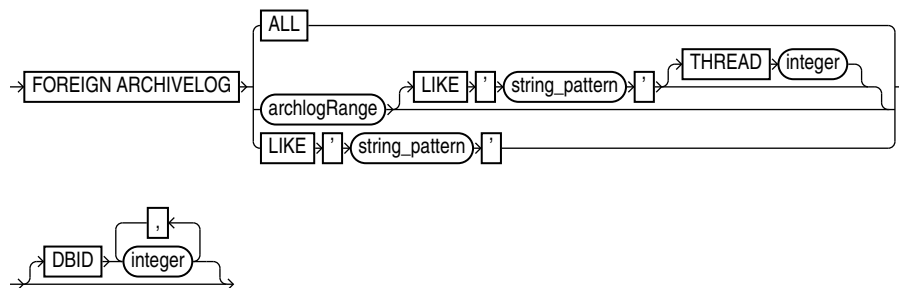 ALL
FOREIGN ARCHIVELOG
archlogRange LIKE ' string_pattern ' THREAD integer
LIKE ' string_pattern '
,
DBID integer